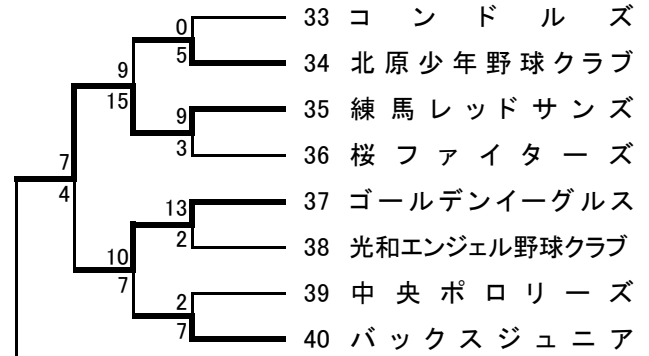 0
33 コンドルズ
5
34 北原少年野球クラブ
9
15
9
35 練馬レッドサンズ
3
36 桜ファイターズ
7
4
13
37 ゴールデンイーグルス
2
38 光和エンジェル野球クラブ
10
7
2
39 中央ポロリーズ
7
40 バックスジュニア